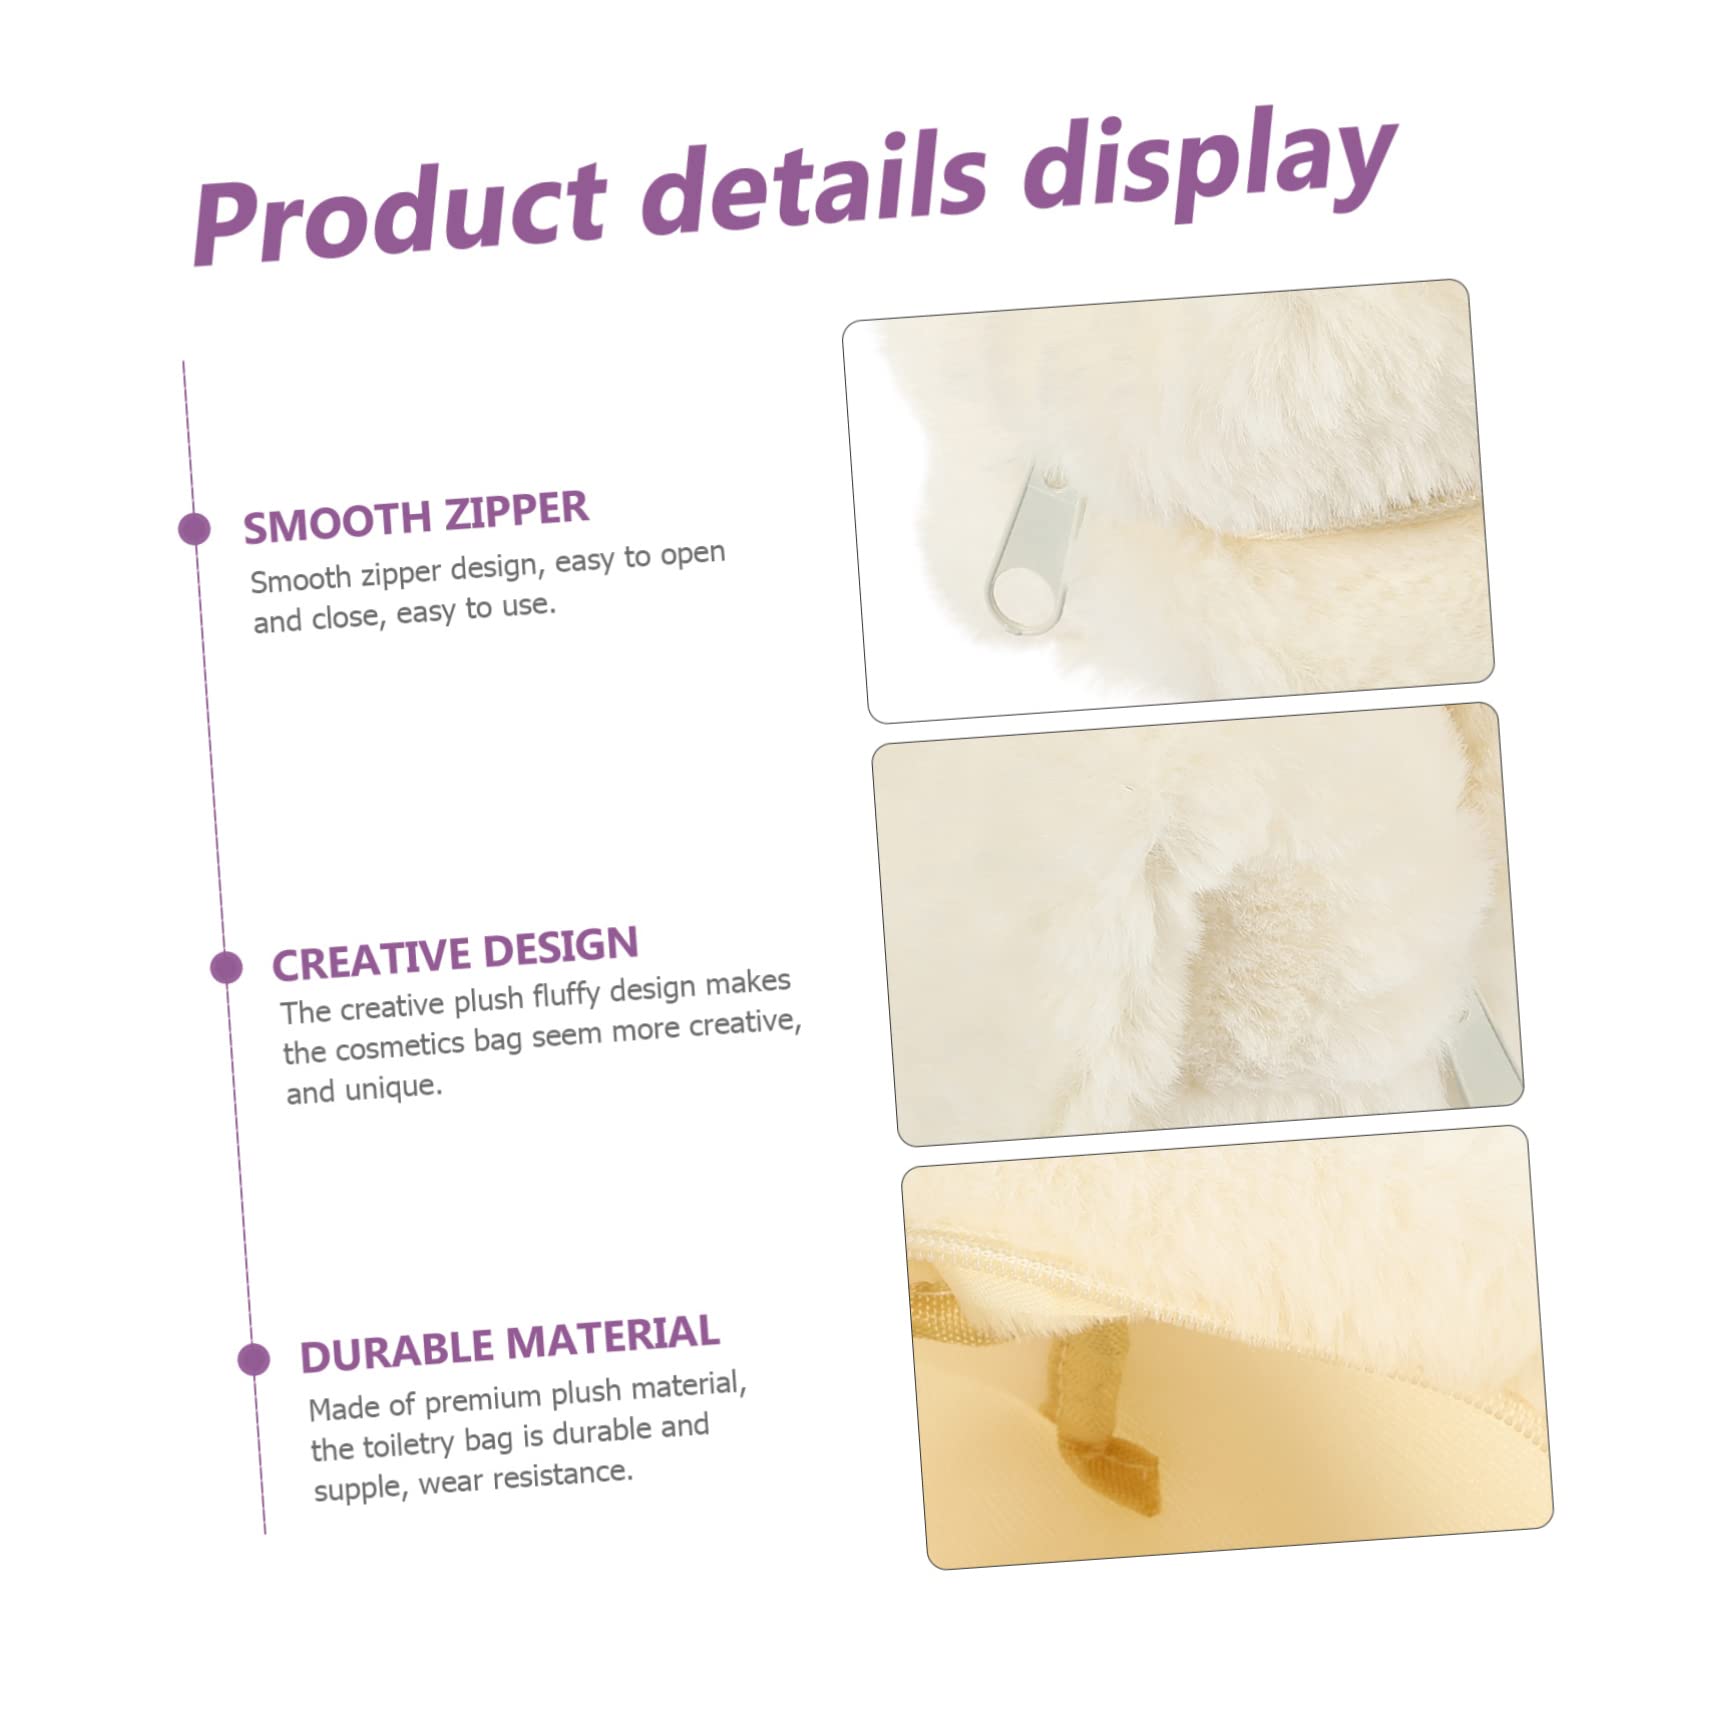 Product details display
SMOOTH ZIPPER
Smooth zipper design, easy to open
and close, easy to use.
CREATIVE DESIGN
The creative plush fluffy design makes
the cosmetics bag seem more creative,
and unique.
DURABLE MATERIAL
Made of premium plush material,
the toiletry bag is durable and
supple, wear resistance.